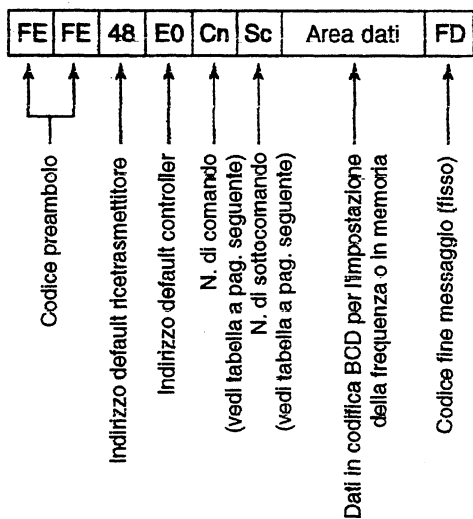 FE FE 48 E0 Cn Sc Area dati FD
Codice preambolo
Indirizzo default ricetrasmettitore
Indirizzo default controller
N. di comando
(vedi tabella a pag. seguente)
N. di sottocomando
(vedi tabella a pag. seguente)
Dati in codifica BCD per l'impostazione
della frequenza o in memoria
Codice fine messaggio (fisso)